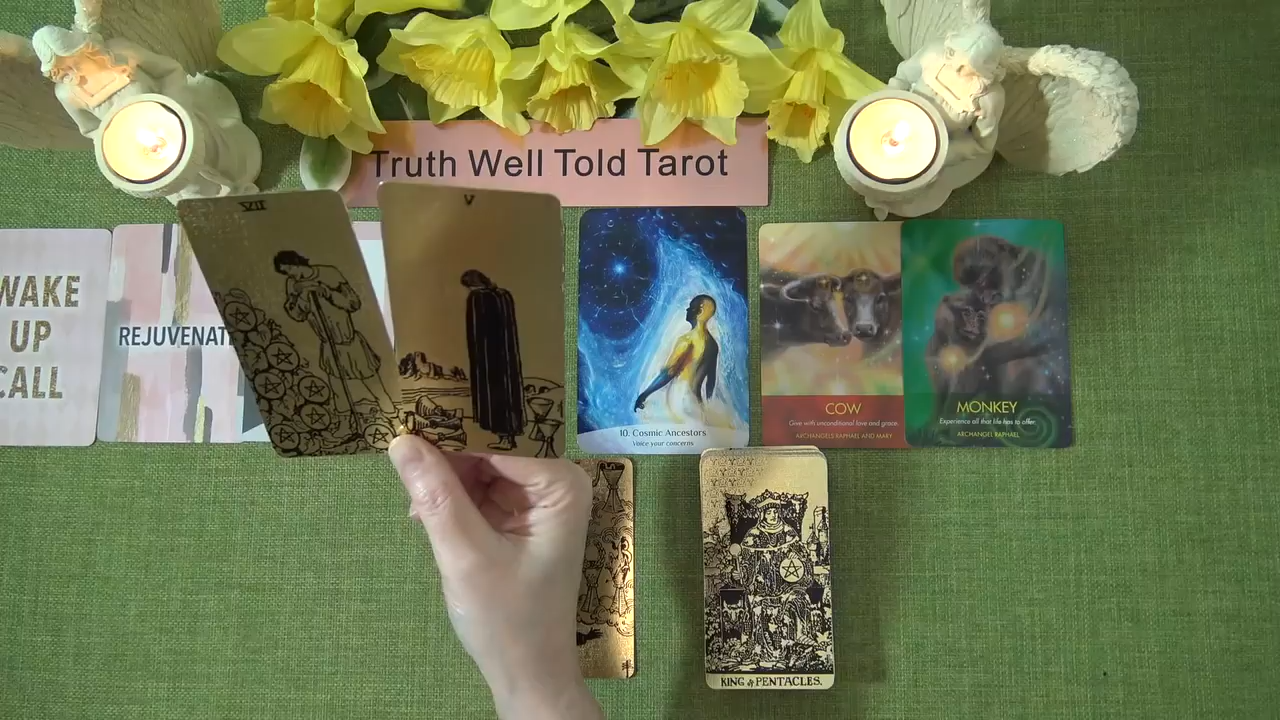 Truth Well Told Tarot
VII
V
WAKE
UP
CALL
REJUVENAT
10. Cosmic Ancestors
Voice your concerns
COW
Give with unconditional love and grace.
ARCHANGELS RAPHAEL AND MARY
MONKEY
Experience all that life has to offer.
ARCHANGEL RAPHAEL
KING of PENTACLES.